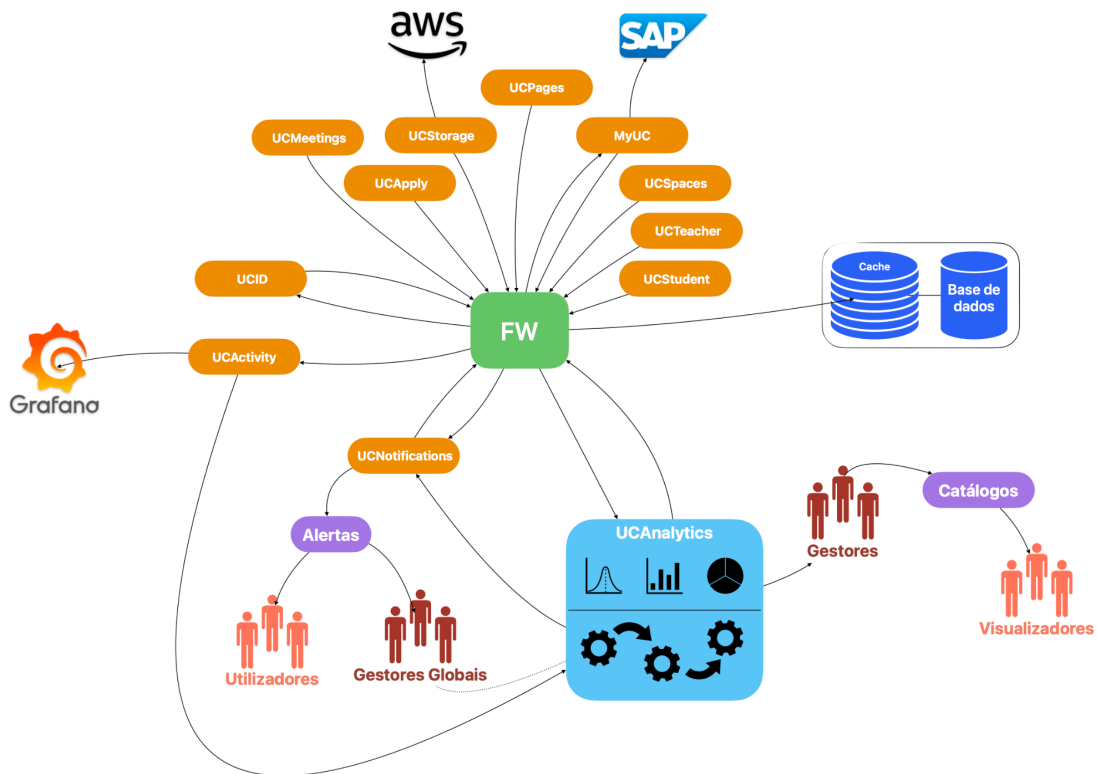 aws
SAP
UCPages
UCMeetings
UCStorage
MyUC
UCApply
UCSpaces
UCTeacher
UCStudent
UCID
FW
Cache
Base de
dados
UCActivity
Grafana
UCNotifications
Alertas
Utilizadores
Gestores Globais
UCAnalytics
Gestores
Catálogos
Visualizadores